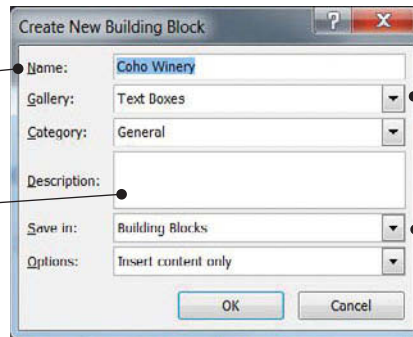 Create New Building Block
Name: Coho Winery
Gallery: Text Boxes
Category: General
Description:
Save in: Building Blocks
Options: Insert content only
OK Cancel